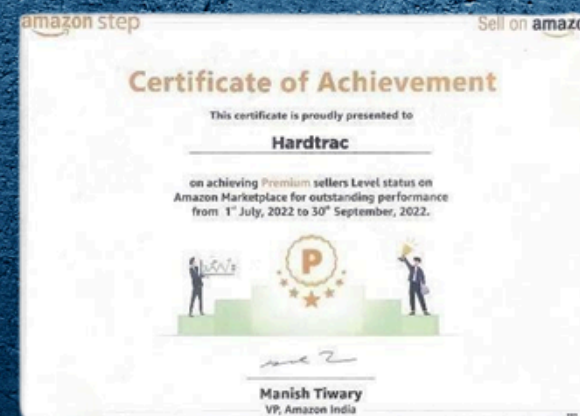 amazon step
Sell on amazo
Certificate of Achievement
This certificate is proudly presented to
Hardtrac
on achieving Premium sellers Level status on
Amazon Marketplace for outstanding performance
from 1st July, 2022 to 30th September, 2022.
P
Manish Tiwary
VP, Amazon India